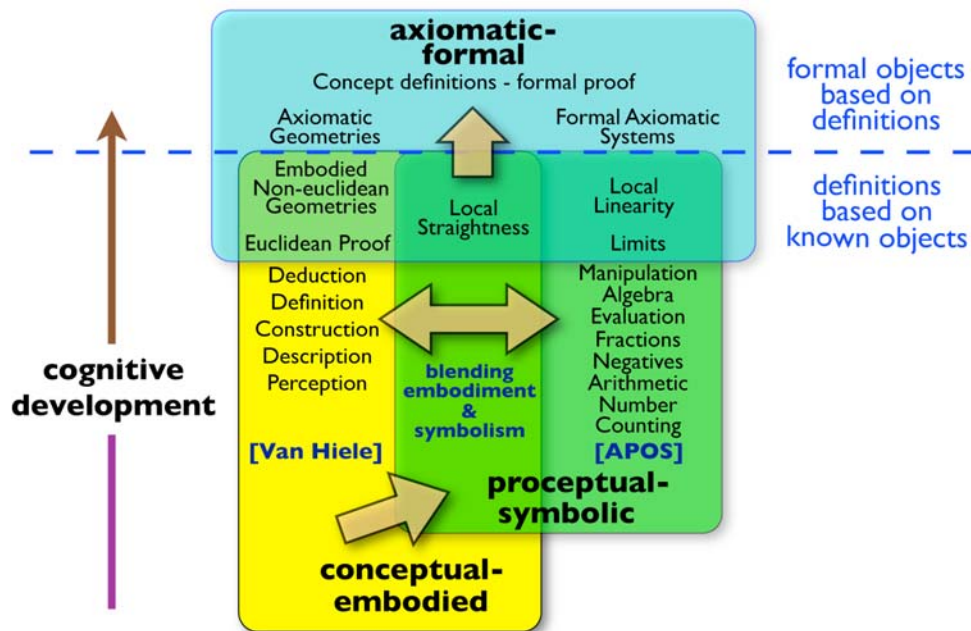 axiomatic-
formal
Concept definitions - formal proof
Axiomatic
Geometries
Formal Axiomatic
Systems
formal objects
based on
definitions
Embodied
Non-euclidean
Geometries
Euclidean Proof
Local
Straightness
Local
Linearity
Limits
definitions
based on
known objects
Deduction
Definition
Construction
Description
Perception
[Van Hiele]
blending
embodiment
&
symbolism
Manipulation
Algebra
Evaluation
Fractions
Negatives
Arithmetic
Number
Counting
[APOS]
cognitive
development
proceptual-
symbolic
conceptual-
embodied